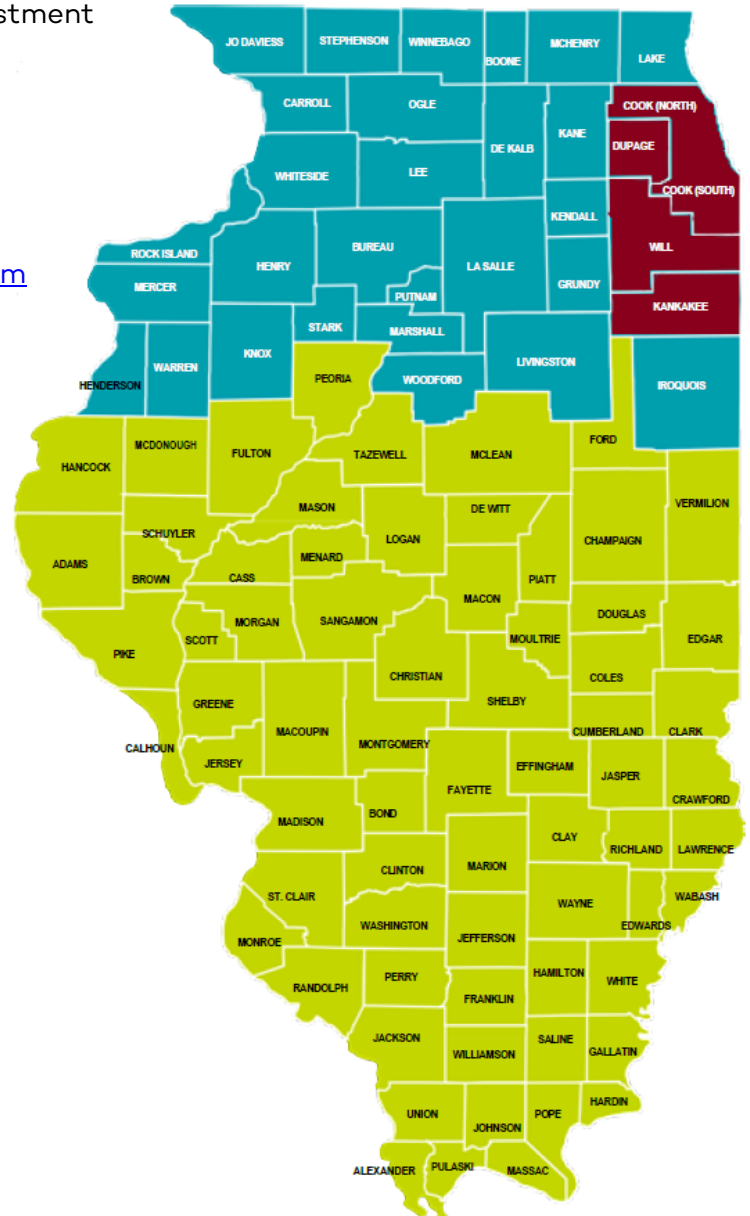 stment
JO DAVIESS
STEPHENSON
WINNEBAGO
BOONE
MCHENRY
LAKE
CARROLL
OGLE
DE KALB
KANE
COOK (NORTH)
DUPAGE
WHITESIDE
LEE
COOK (SOUTH)
KENDALL
ROCK ISLAND
HENRY
BUREAU
LA SALLE
WILL
m
MERCER
PUTNAM
GRUNDY
KANKAKEE
STARK
MARSHALL
HENDERSON
WARREN
KNOX
PEORIA
WOODFORD
LIVINGSTON
IROQUOIS
HANCOCK
MCDONOUGH
FULTON
TAZEWELL
MCLEAN
FORD
VERMILION
MASON
DE WITT
SCHUYLER
LOGAN
CHAMPAIGN
ADAMS
BROWN
CASS
MENARD
PIATT
MACON
PIKE
SCOTT
MORGAN
SANGAMON
MOULTRIE
DOUGLAS
EDGAR
CHRISTIAN
COLES
GREENE
SHELBY
CALHOUN
JERSEY
MACOUPIN
MONTGOMERY
CUMBERLAND
CLARK
FAYETTE
EFFINGHAM
JASPER
CRAWFORD
MADISON
BOND
CLAY
RICHLAND
LAWRENCE
CLINTON
MARION
ST. CLAIR
WAYNE
WABASH
EDWARDS
WASHINGTON
MONROE
JEFFERSON
RANDOLPH
PERRY
HAMILTON
WHITE
FRANKLIN
JACKSON
WILLIAMSON
SALINE
GALLATIN
UNION
JOHNSON
POPE
HARDIN
ALEXANDER
PULASKI
MASSAC